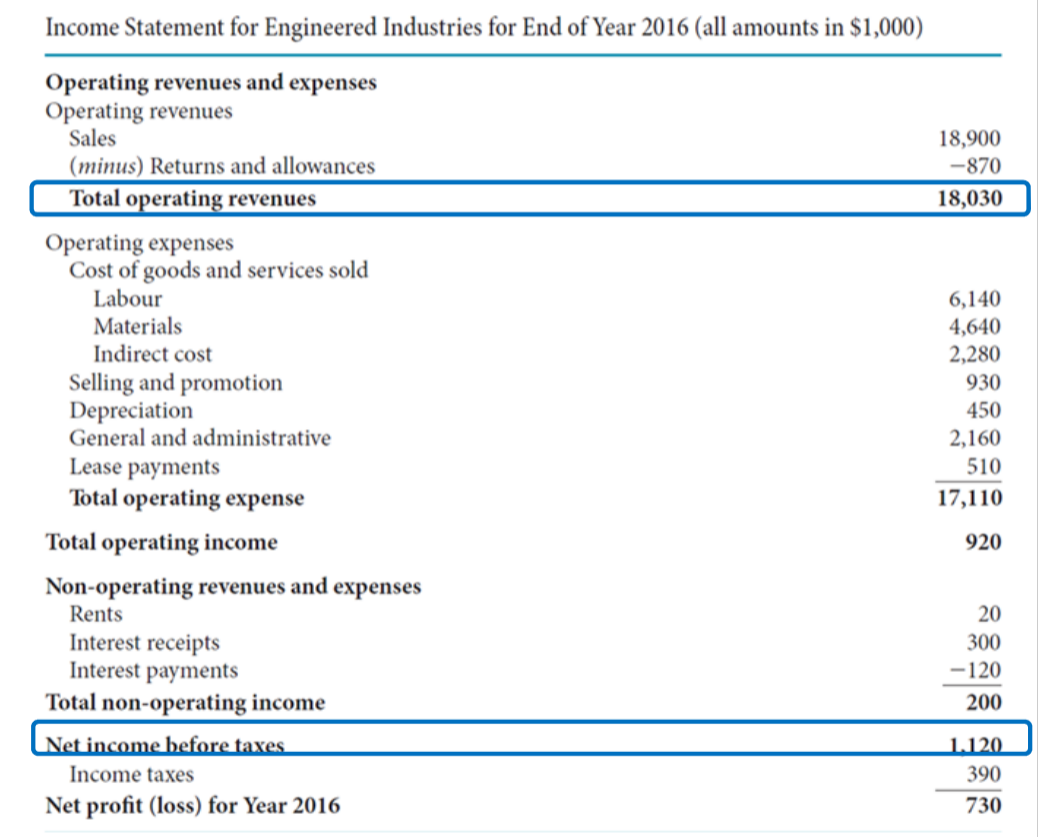 Income Statement for Engineered Industries for End of Year 2016 (all amounts in $1,000)
Operating revenues and expenses
Operating revenues
Sales 18,900
(minus) Returns and allowances −870
Total operating revenues 18,030
Operating expenses
Cost of goods and services sold
Labour 6,140
Materials 4,640
Indirect cost 2,280
Selling and promotion 930
Depreciation 450
General and administrative 2,160
Lease payments 510
Total operating expense 17,110
Total operating income 920
Non-operating revenues and expenses
Rents 20
Interest receipts 300
Interest payments −120
Total non-operating income 200
Net income before taxes 1,120
Income taxes 390
Net profit (loss) for Year 2016 730